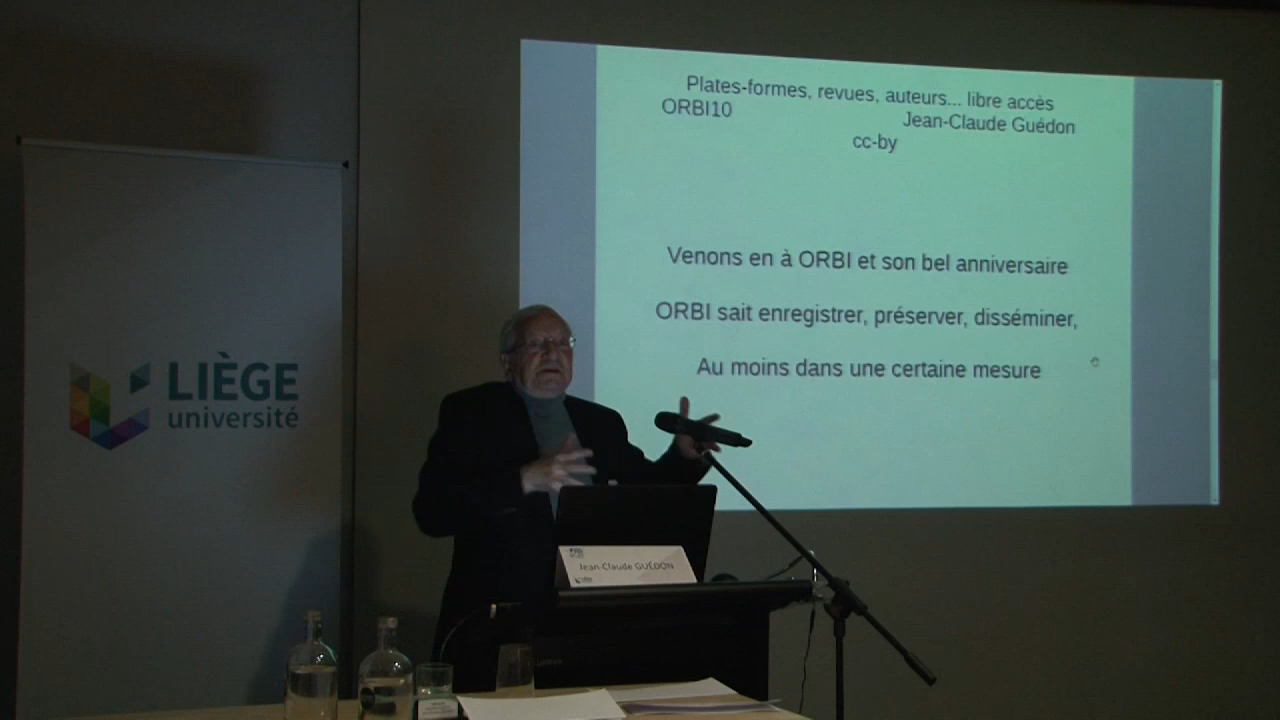 Plates-formes, revues, auteurs... libre accès
ORBI10 Jean-Claude Guédon
cc-by
Venons en à ORBI et son bel anniversaire
ORBI sait enregistrer, préserver, disséminer,
Au moins dans une certaine mesure
LIÈGE
université
Jean-Claude GUÉDON